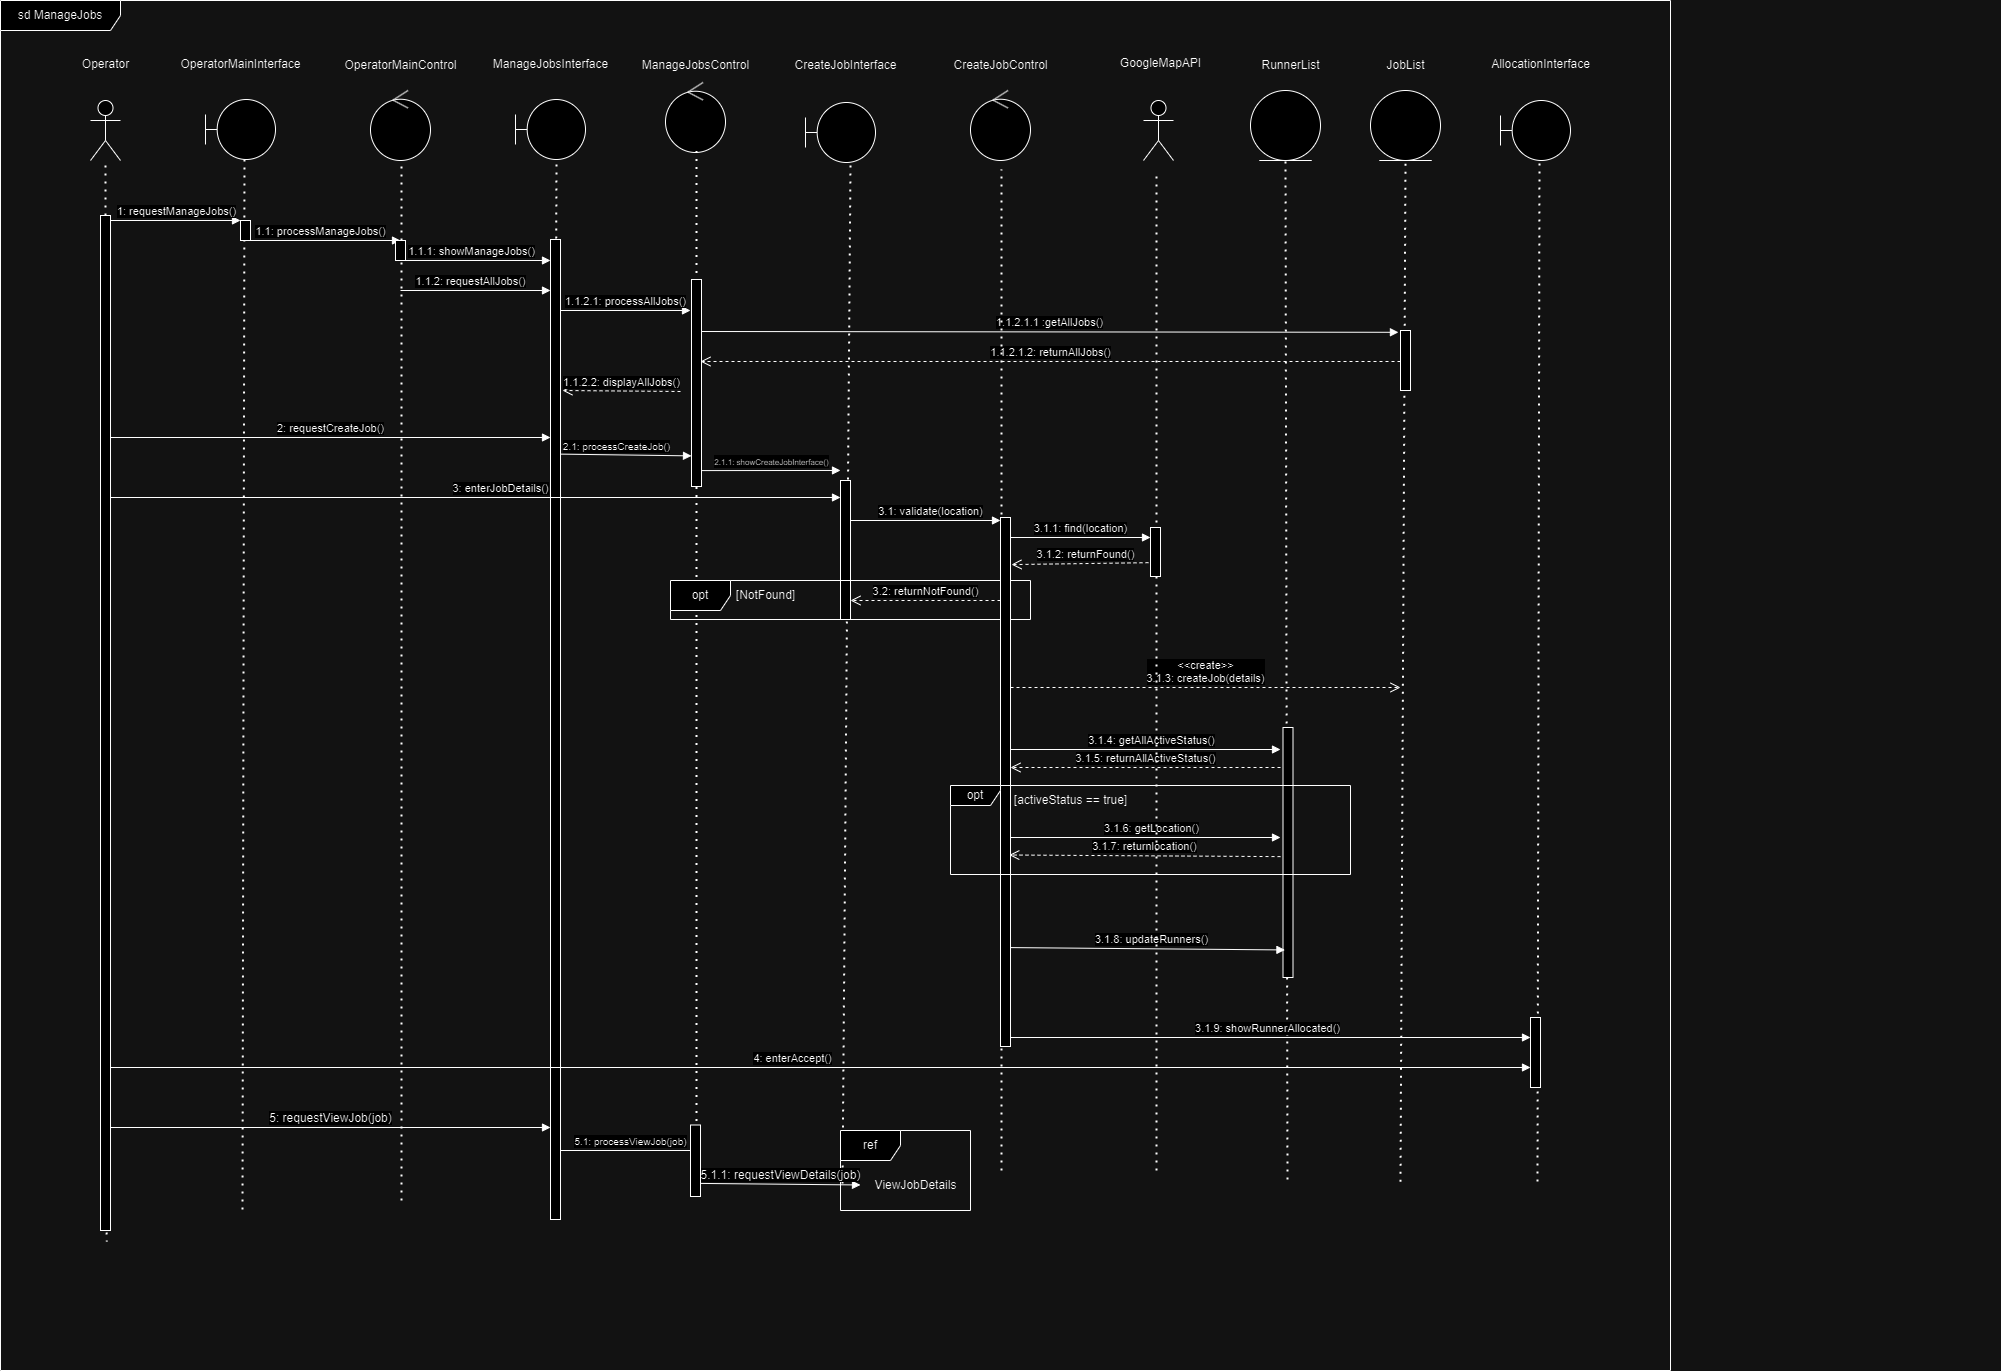 sd ManageJobs
Operator
OperatorMainInterface
OperatorMainControl
ManageJobsInterface
ManageJobsControl
CreateJobInterface
CreateJobControl
GoogleMapAPI
RunnerList
JobList
AllocationInterface
1: requestManageJobs()
1.1: processManageJobs()
1.1.1: showManageJobs()
1.1.2: requestAllJobs()
1.1.2.1: processAllJobs()
1.1.2.1.1 :getAllJobs()
1.1.2.1.2: returnAllJobs()
1.1.2.2: displayAllJobs()
2: requestCreateJob()
2.1: processCreateJob()
2.1.1: showCreateJobInterface()
3: enterJobDetails()
3.1: validate(location)
3.1.1: find(location)
3.1.2: returnFound()
opt
[NotFound]
3.2: returnNotFound()
<<create>>
3.1.3: createJob(details)
3.1.4: getAllActiveStatus()
3.1.5: returnAllActiveStatus()
opt
[activeStatus == true]
3.1.6: getLocation()
3.1.7: returnlocation()
3.1.8: updateRunners()
3.1.9: showRunnerAllocated()
4: enterAccept()
5: requestViewJob(job)
5.1: processViewJob(job)
ref
5.1.1: requestViewDetails(job)
ViewJobDetails